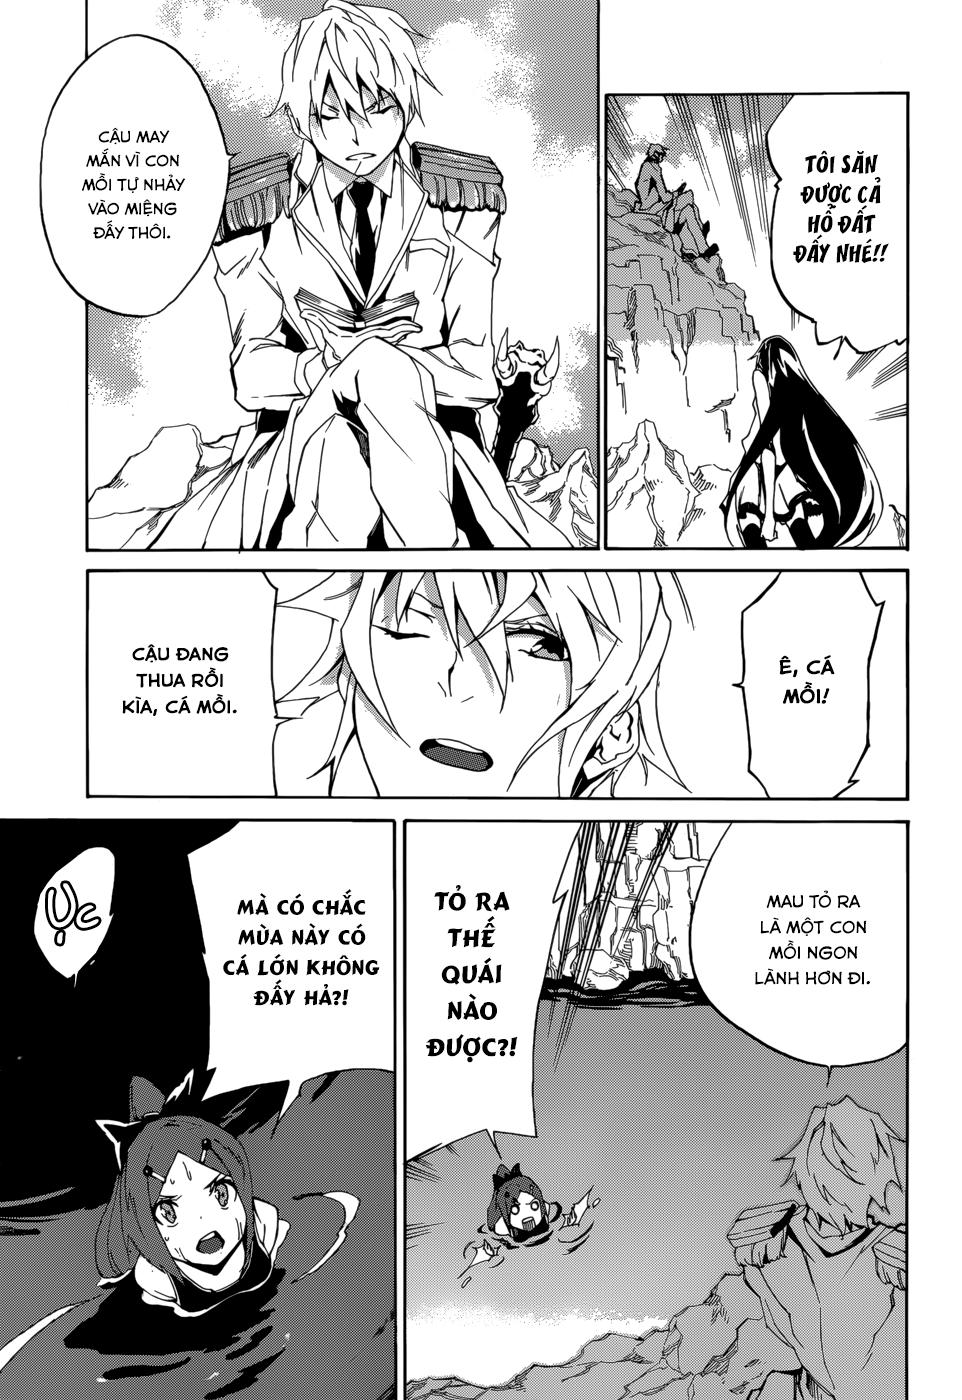 TÔI SĂN
ĐƯỢC CẢ
HỔ ĐẤT
ĐẤY NHÉ!!
CẬU MAY
MẮN VÌ CON
MỒI TỰ NHẢY
VÀO MIỆNG
ĐẤY THÔI.
Ê, CÁ
MỒI!
CẬU ĐANG
THUA RỒI
KÌA, CÁ MỒI.
MAU TỎ RA
LÀ MỘT CON
MỒI NGON
LÀNH HƠN ĐI.
TỎ RA
THẾ
QUÁI
NÀO
ĐƯỢC?!
MÀ CÓ CHẮC
MÙA NÀY CÓ
CÁ LỚN KHÔNG
ĐẤY HẢ?!
ỰC